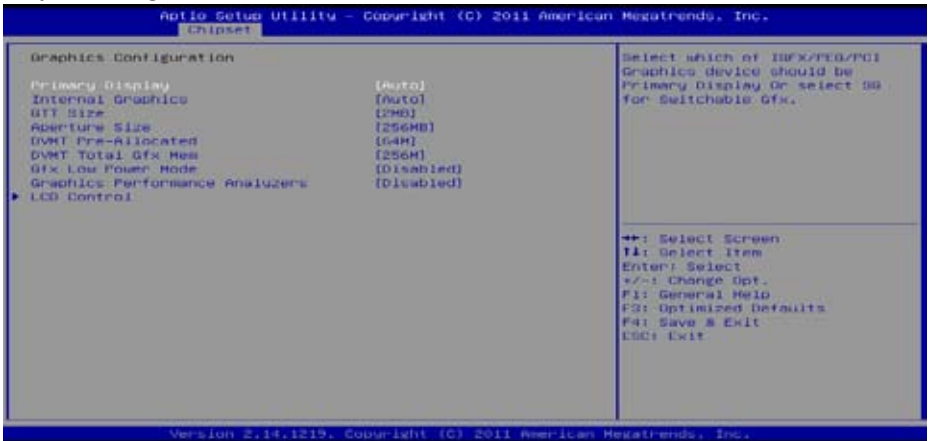 Aptio Setup Utility - Copyright (C) 2011 American Megatrends, Inc.
Chipset
Graphics Configuration
Primary Display [Auto]
Internal Graphics [Auto]
GTT Size [2MB]
Aperture Size [256MB]
DVMT Pre-Allocated [64M]
DVMT Total Gfx Mem [256M]
Gfx Low Power Mode [Disabled]
Graphics Performance Analyzers [Disabled]
► LCD Control
Select which of IGFX/PEG/PCI
Graphics device should be
Primary Display Or select SG
for Switchable Gfx.
→←: Select Screen
↑↓: Select Item
Enter: Select
+/-: Change Opt.
F1: General Help
F3: Optimized Defaults
F4: Save & Exit
ESC: Exit
Version 2.14.1219. Copyright (C) 2011 American Megatrends, Inc.